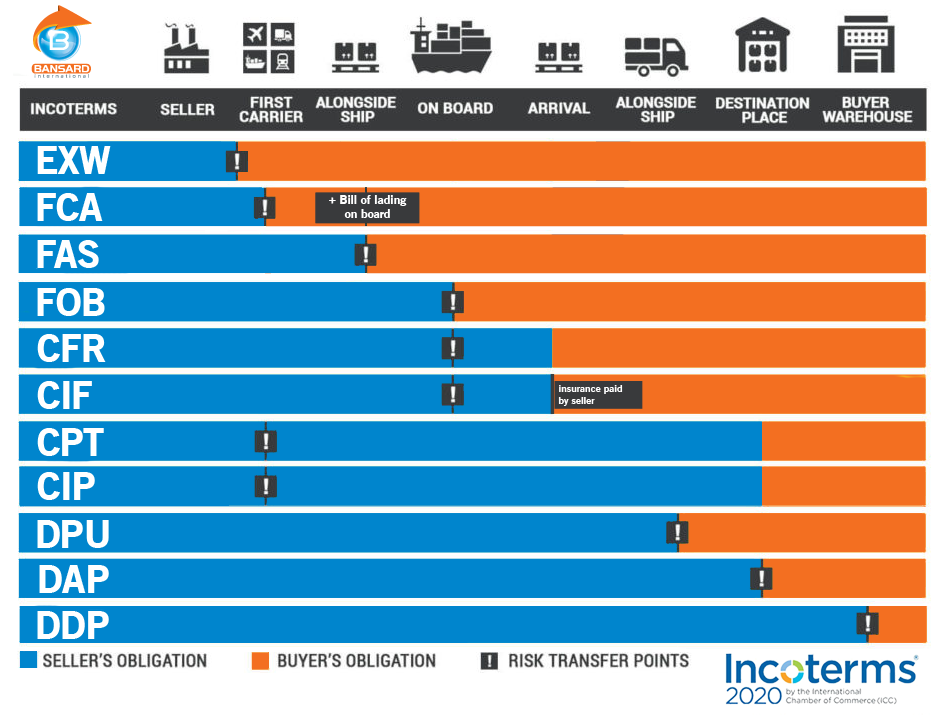 B
BANSARD
International
INCOTERMS
SELLER
FIRST
CARRIER
ALONGSIDE
SHIP
ON BOARD
ARRIVAL
ALONGSIDE
SHIP
DESTINATION
PLACE
BUYER
WAREHOUSE
EXW
!
FCA
!
+ Bill of lading
on board
FAS
!
FOB
!
CFR
!
CIF
!
insurance paid
by seller
CPT
!
CIP
!
DPU
!
DAP
!
DDP
!
SELLER'S OBLIGATION
BUYER'S OBLIGATION
! RISK TRANSFER POINTS
Incoterms®
2020
by the International
Chamber of Commerce (ICC)